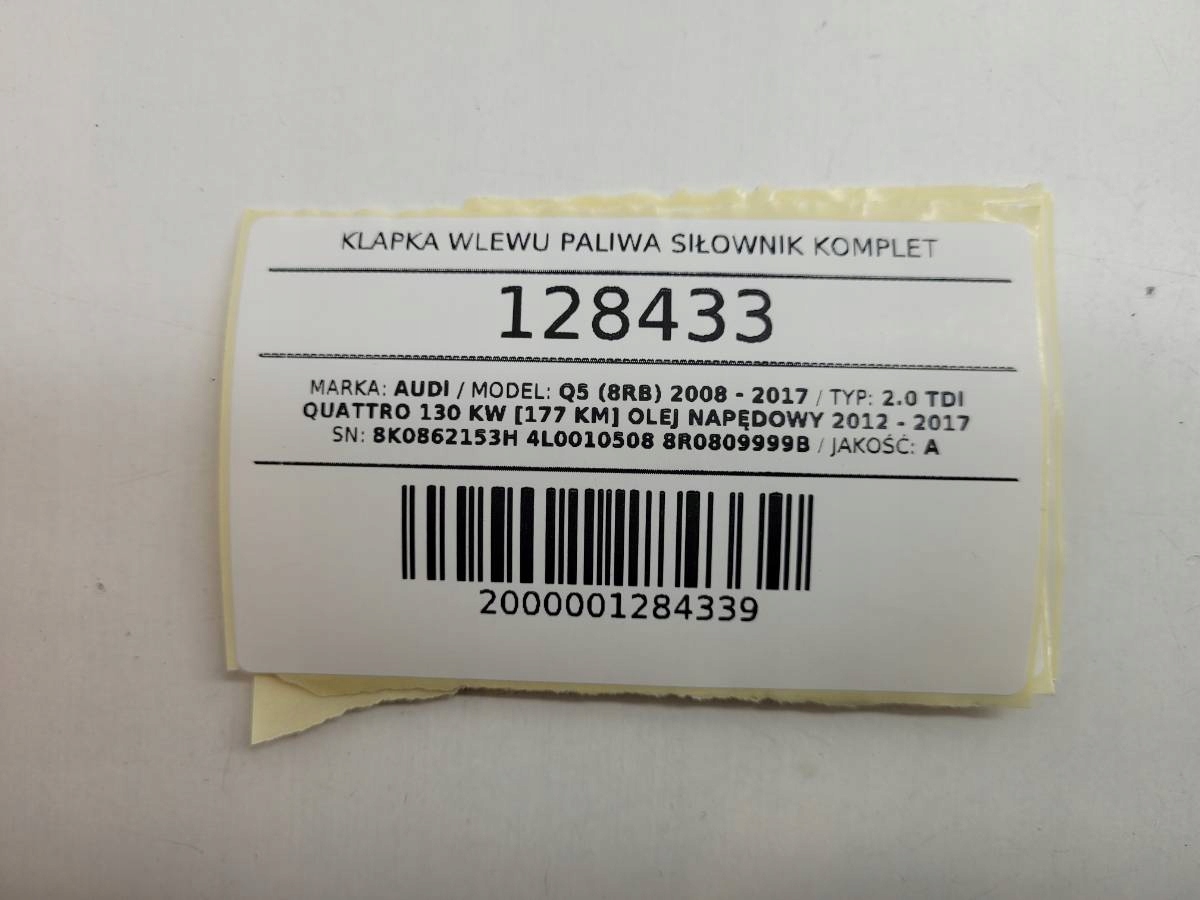 KLAPKA WLEWU PALIWA SIŁOWNIK KOMPLET
128433
MARKA: AUDI / MODEL: Q5 (8RB) 2008 - 2017 / TYP: 2.0 TDI
QUATTRO 130 KW [177 KM] OLEJ NAPĘDOWY 2012 - 2017
SN: 8K0862153H 4L0010508 8R0809999B / JAKOŚĆ: A
2000001284339